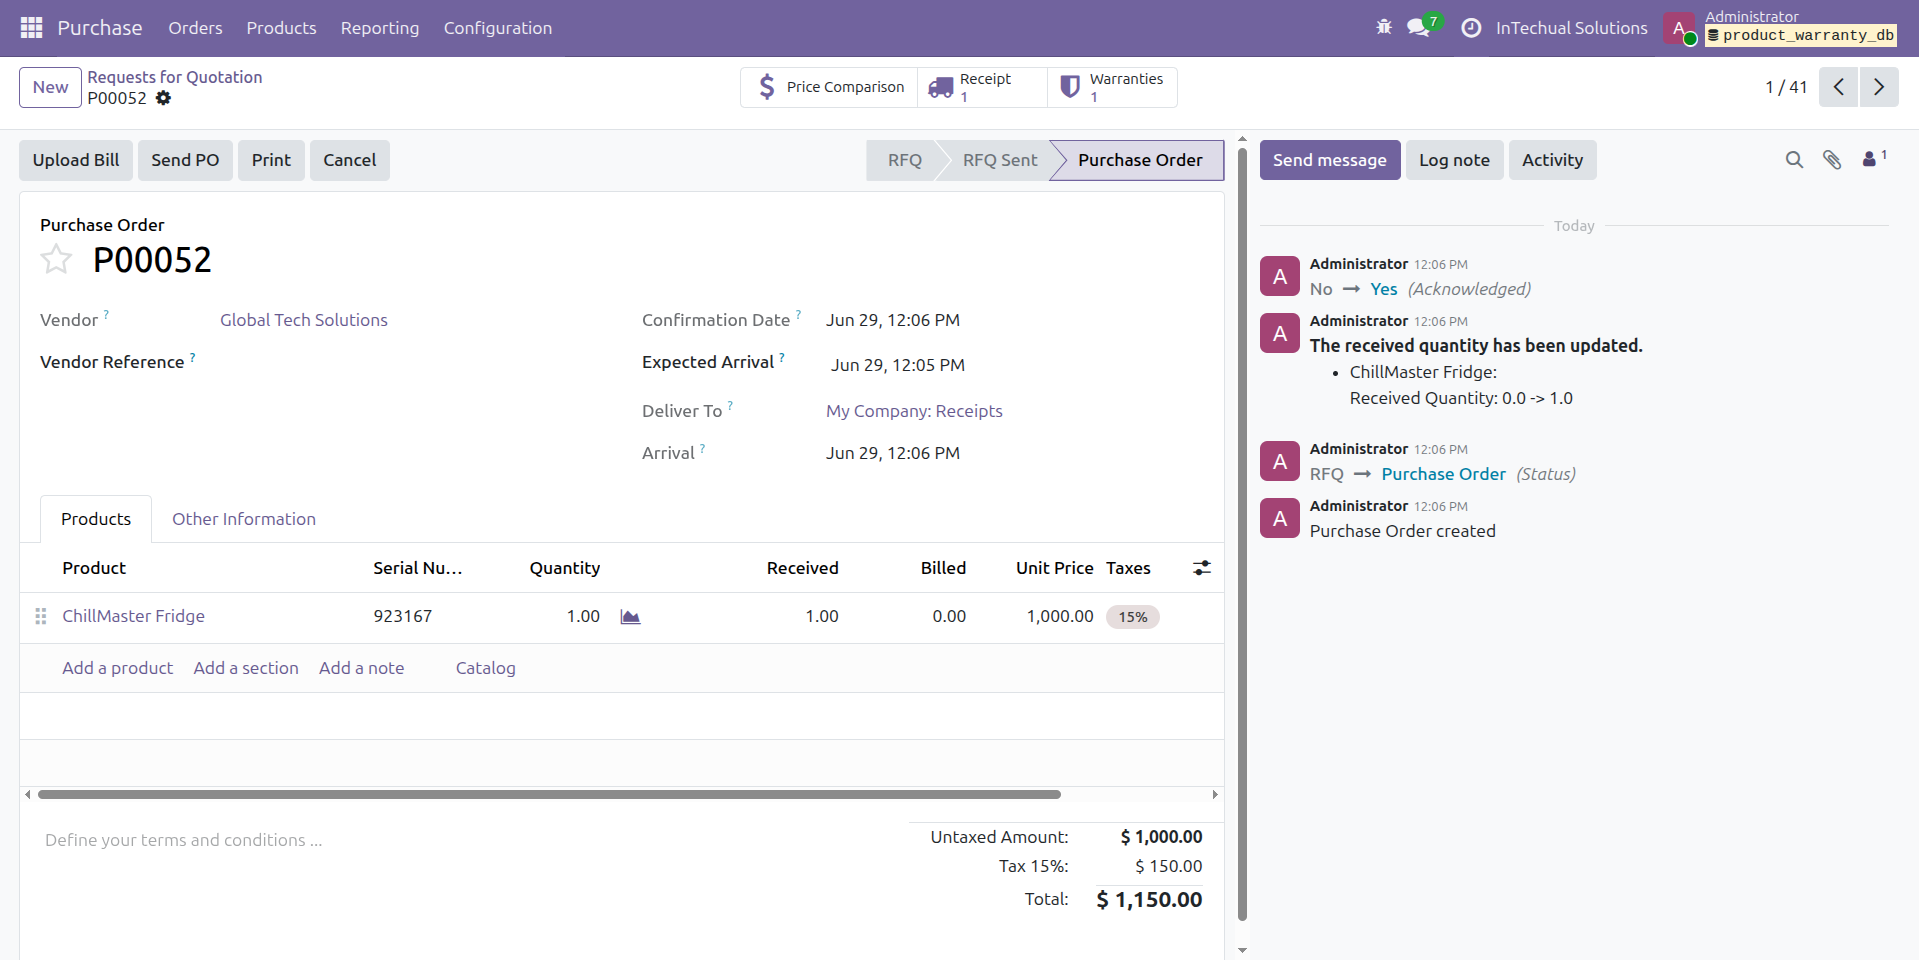 Purchase Orders Products Reporting Configuration 7 InTechual Solutions A Administrator
product_warranty_db
New Requests for Quotation
P00052
Price Comparison
Receipt
1
Warranties
1
1 / 41
Upload Bill Send PO Print Cancel
RFQ RFQ Sent Purchase Order
Purchase Order
P00052
Vendor ? Global Tech Solutions
Vendor Reference ?
Confirmation Date ? Jun 29, 12:06 PM
Expected Arrival ? Jun 29, 12:05 PM
Deliver To ? My Company: Receipts
Arrival ? Jun 29, 12:06 PM
Products Other Information
Product Serial Nu... Quantity Received Billed Unit Price Taxes
ChillMaster Fridge 923167 1.00 1.00 0.00 1,000.00 15%
Add a product Add a section Add a note Catalog
Define your terms and conditions ...
Untaxed Amount: $ 1,000.00
Tax 15%: $ 150.00
Total: $ 1,150.00
Send message Log note Activity 1
Today
A Administrator 12:06 PM
No → Yes (Acknowledged)
A Administrator 12:06 PM
The received quantity has been updated.
• ChillMaster Fridge:
Received Quantity: 0.0 -> 1.0
A Administrator 12:06 PM
RFQ → Purchase Order (Status)
A Administrator 12:06 PM
Purchase Order created